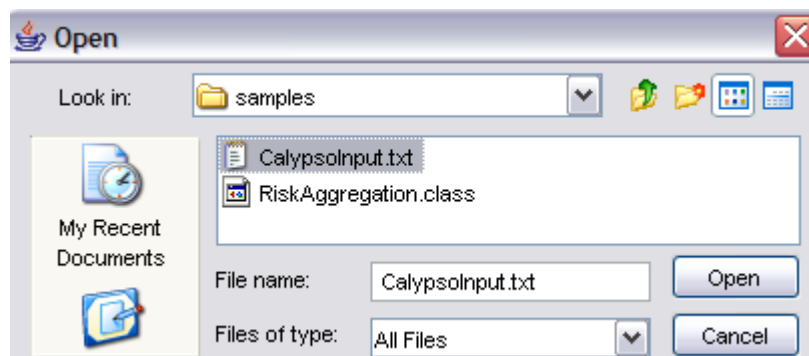 Open
Look in:
samples
CalypsoInput.txt
RiskAggregation.class
My Recent
Documents
File name:
CalypsoInput.txt
Open
Files of type:
All Files
Cancel